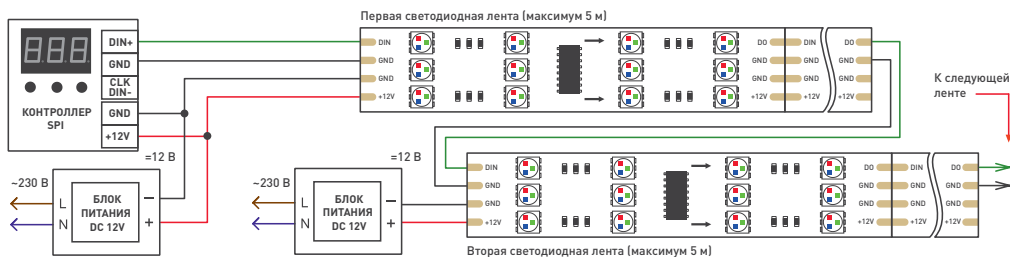 Первая светодиодная лента (максимум 5 м)
КОНТРОЛЛЕР
SPI
DIN+
GND
CLK
DIN-
GND
+12V
DIN
GND
GND
+12V
DO
GND
GND
+12V
DIN
GND
GND
+12V
DO
GND
GND
+12V
К следующей
ленте
=12 В
~230 В
L
N
БЛОК
ПИТАНИЯ
DC 12V
−
+
=12 В
~230 В
L
N
БЛОК
ПИТАНИЯ
DC 12V
−
+
DIN
GND
GND
+12V
DO
GND
GND
+12V
DIN
GND
GND
+12V
DO
GND
GND
+12V
Вторая светодиодная лента (максимум 5 м)